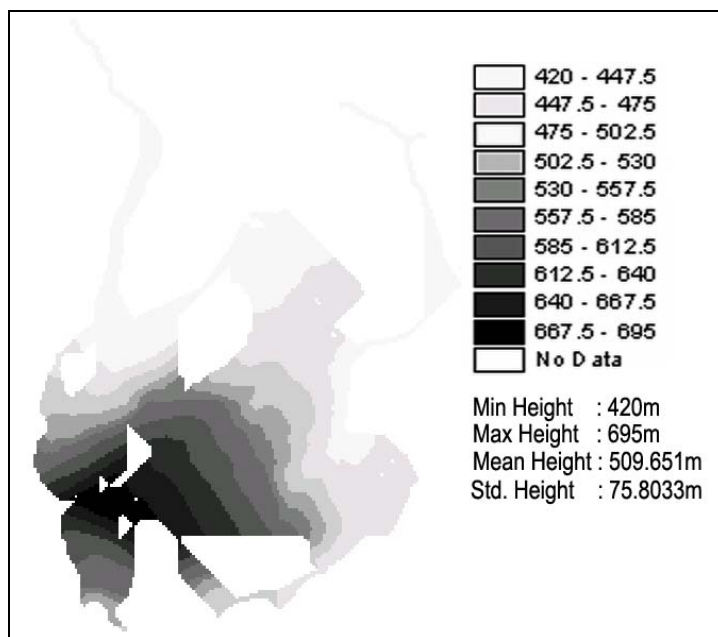 420 - 447.5
447.5 - 475
475 - 502.5
502.5 - 530
530 - 557.5
557.5 - 585
585 - 612.5
612.5 - 640
640 - 667.5
667.5 - 695
No Data
Min Height : 420m
Max Height : 695m
Mean Height : 509.651m
Std. Height : 75.8033m